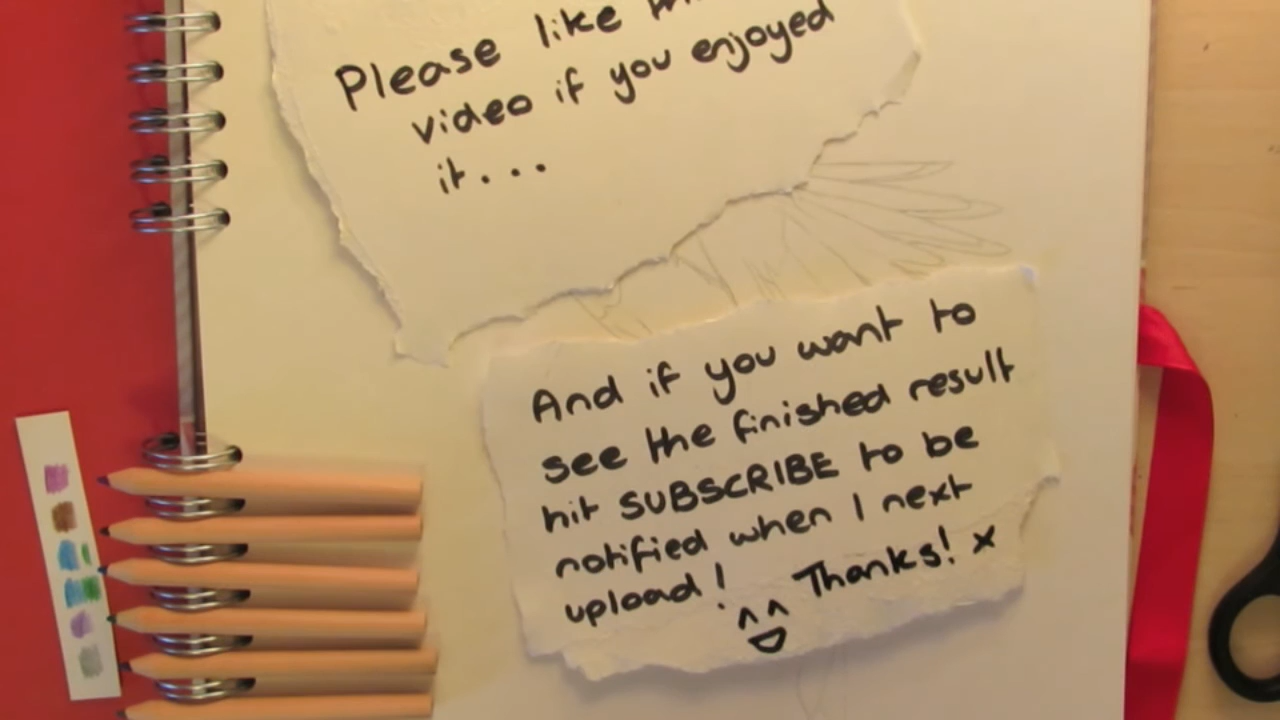 Please like
video if you enjoyed
it...
And if you want to
see the finished result
hit SUBSCRIBE to be
notified when I next
upload! Thanks! x